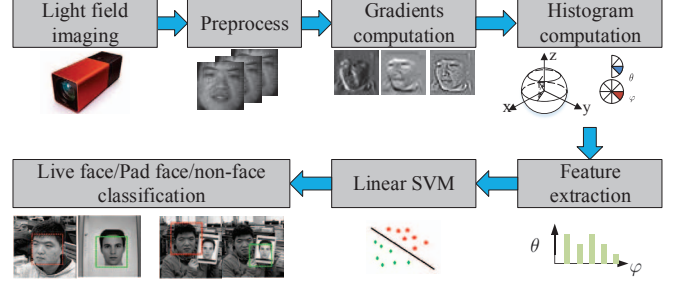 Light field
imaging
Preprocess
Gradients
computation
Histogram
computation
z
x
y
θ
φ
Live face/Pad face/non-face
classification
Linear SVM
Feature
extraction
θ
φ